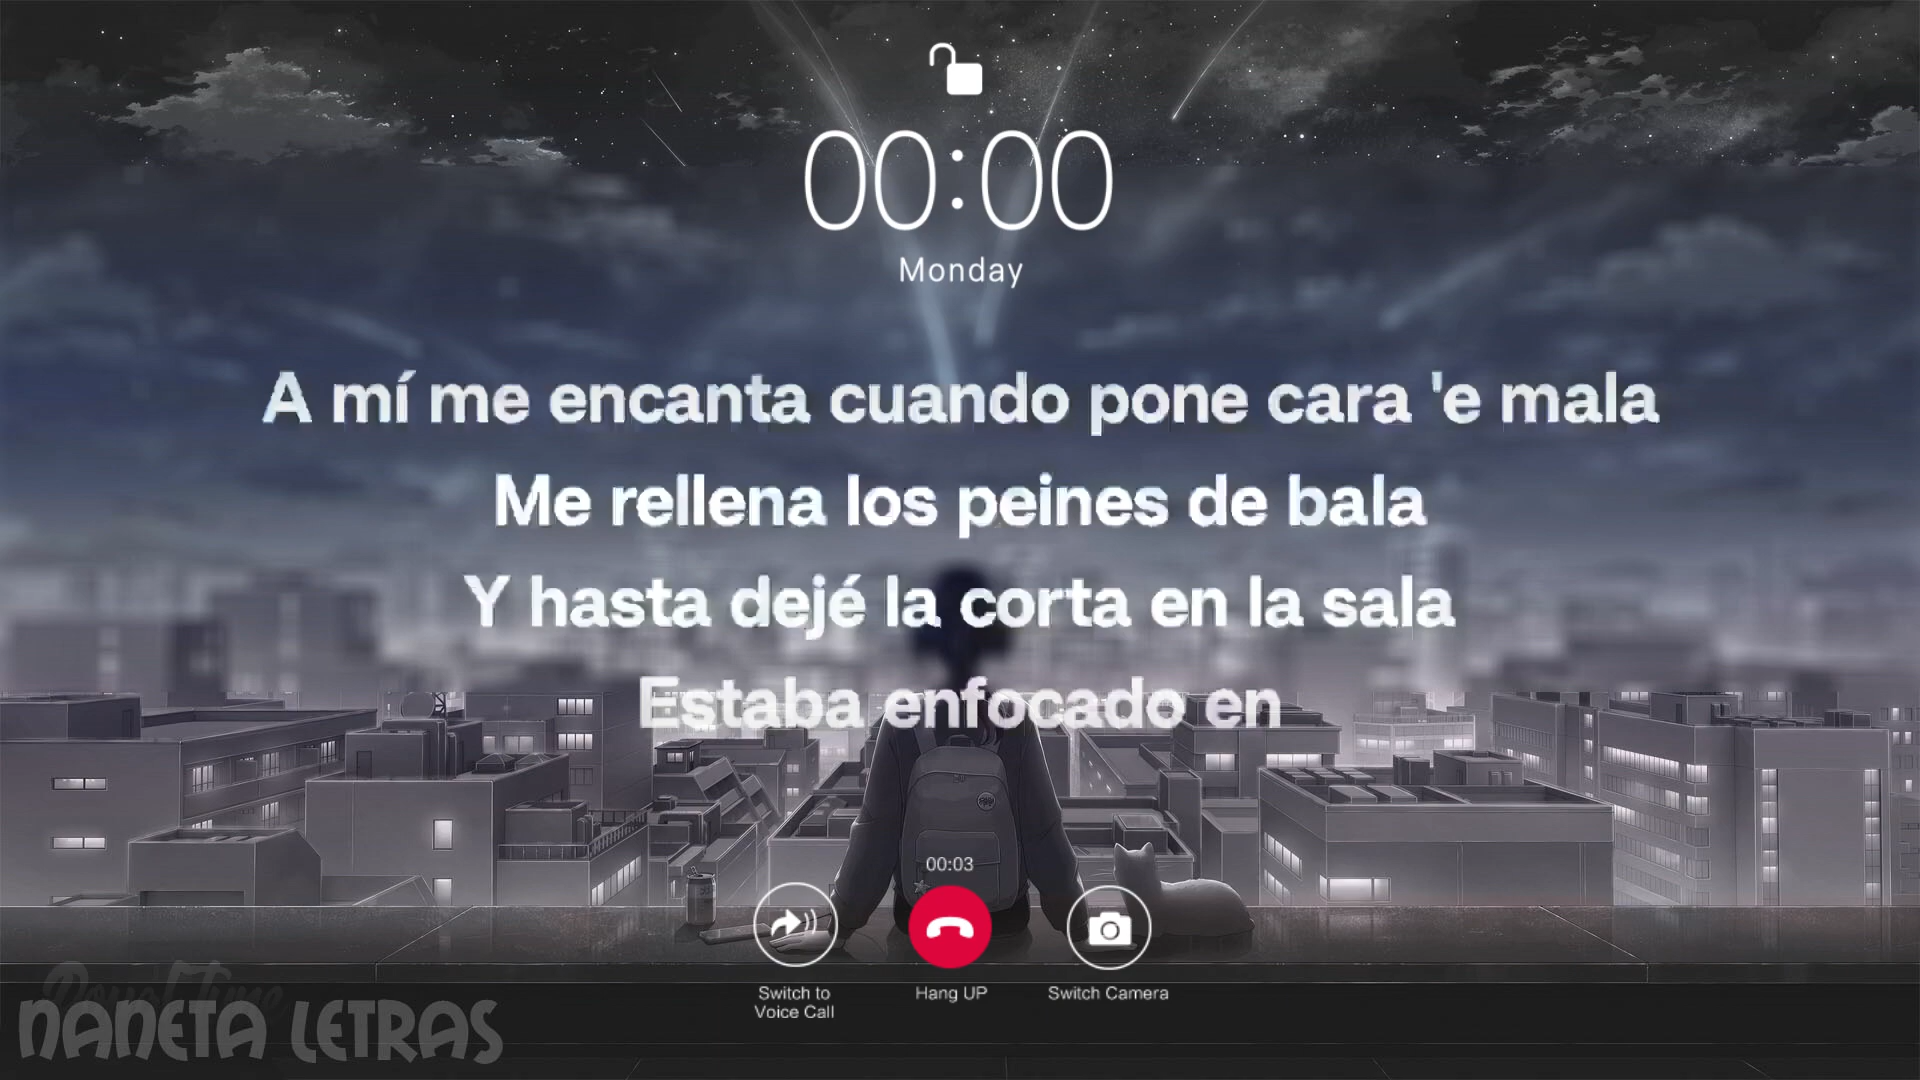 00:00
Monday
A mí me encanta cuando pone cara 'e mala
Me rellena los peines de bala
Y hasta dejé la corta en la sala
Estaba enfocado en
00:03
Switch to
Voice Call
Hang UP
Switch Camera
NANETA LETRAS